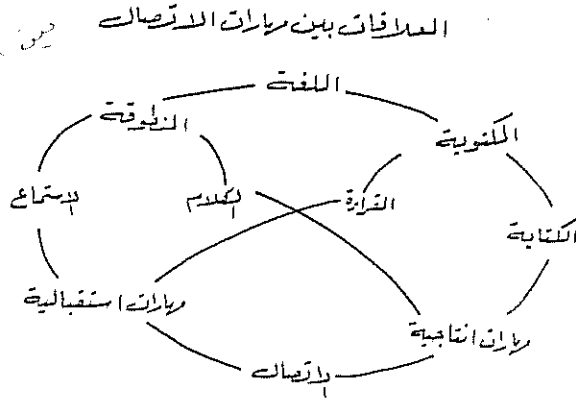 العلاقات بين مهارات الاتصال
اللغة
المنطوقة
المكتوبة
الاستماع
الكلام
القراءة
الكتابة
مهارات استقبالية
مهارات انتاجية
الاتصال